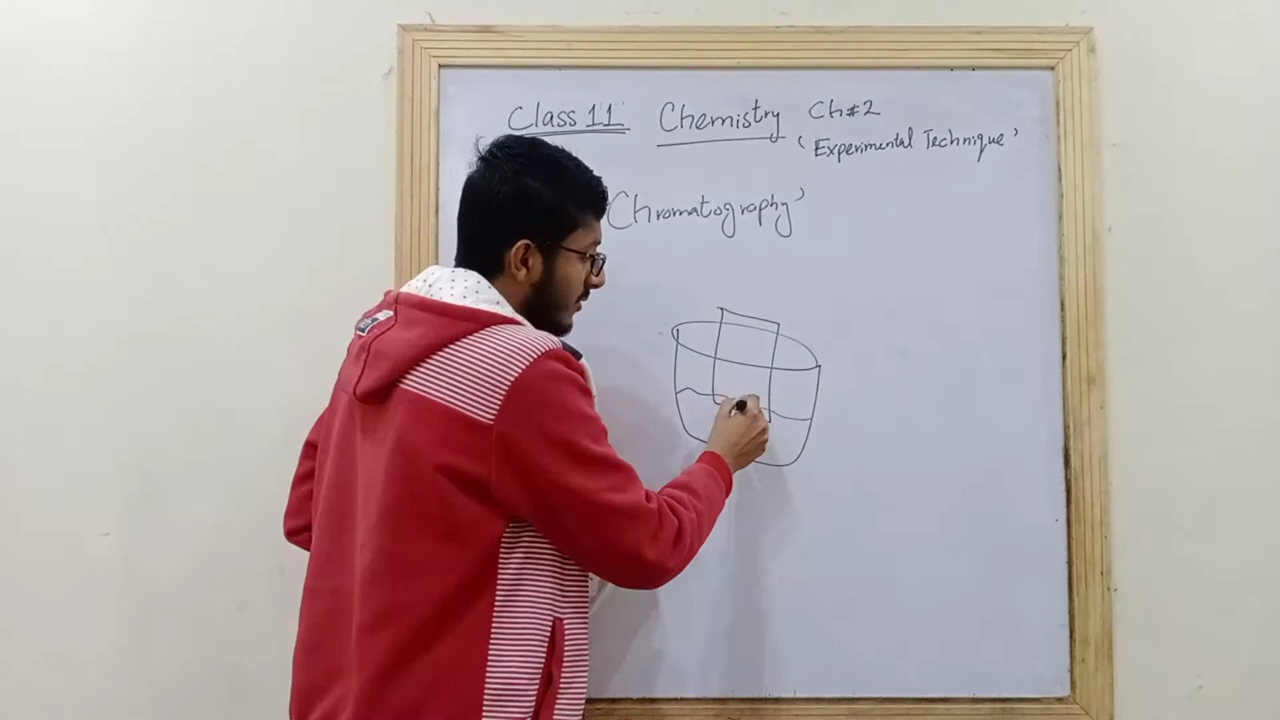 Class 11 Chemistry Ch#2
‘Experimental Technique’
Chromatography’